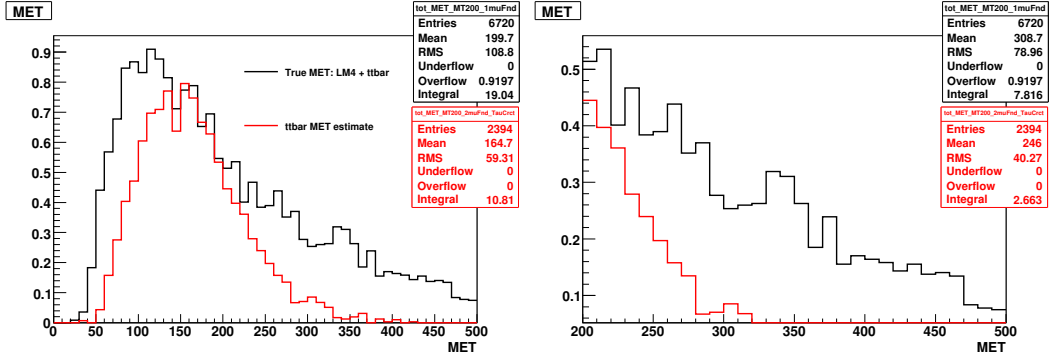 MET
tot_MET_MT200_1muFnd
Entries 6720
Mean 199.7
RMS 108.8
Underflow 0
Overflow 0.9197
Integral 19.04
tot_MET_MT200_2muFnd_TauCrct
Entries 2394
Mean 164.7
RMS 59.31
Underflow 0
Overflow 0
Integral 10.81
True MET: LM4 + ttbar
ttbar MET estimate
0.9
0.8
0.7
0.6
0.5
0.4
0.3
0.2
0.1
0
0 50 100 150 200 250 300 350 400 450 500
MET
MET
tot_MET_MT200_1muFnd
Entries 6720
Mean 308.7
RMS 78.96
Underflow 0
Overflow 0.9197
Integral 7.816
tot_MET_MT200_2muFnd_TauCrct
Entries 2394
Mean 246
RMS 40.27
Underflow 0
Overflow 0
Integral 2.663
0.5
0.4
0.3
0.2
0.1
200 250 300 350 400 450 500
MET